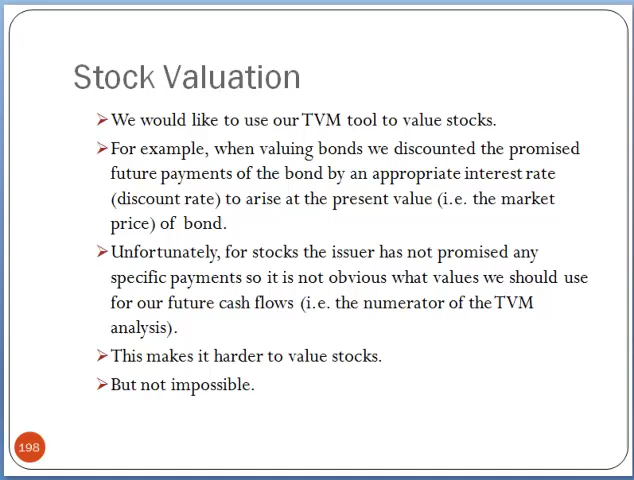 Stock Valuation
We would like to use our TVM tool to value stocks.
For example, when valuing bonds we discounted the promised
future payments of the bond by an appropriate interest rate
(discount rate) to arise at the present value (i.e. the market
price) of bond.
Unfortunately, for stocks the issuer has not promised any
specific payments so it is not obvious what values we should use
for our future cash flows (i.e. the numerator of the TVM
analysis).
This makes it harder to value stocks.
But not impossible.
198